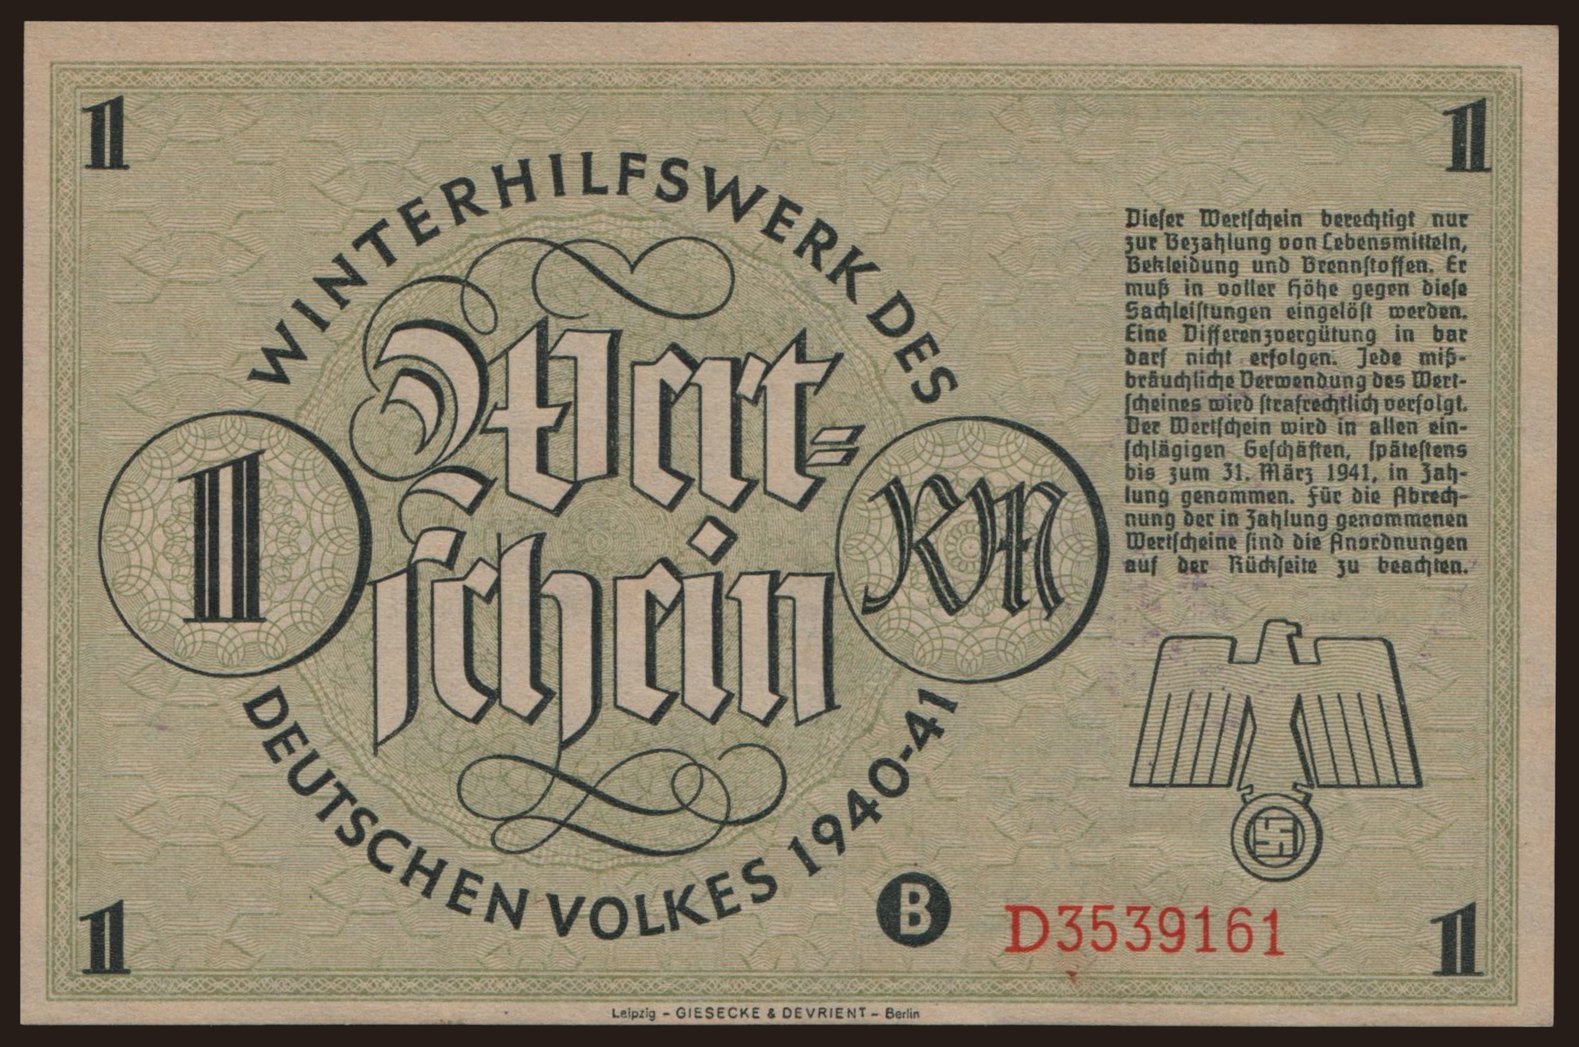 1
1
WINTERHILFSWERK DES
Dieser Wertschein berechtigt nur
zur Bezahlung von Lebensmitteln,
Bekleidung und Brennstoffen. Er
muß in voller Höhe gegen diese
Sachleistungen eingelöst werden.
Eine Differenzvergütung in bar
darf nicht erfolgen. Jede miß-
bräuchliche Verwendung des Wert-
scheines wird strafrechtlich verfolgt.
Der Wertschein wird in allen ein-
schlägigen Geschäften, spätestens
bis zum 31. März 1941, in Zah-
lung genommen. Für die Abrech-
nung der in Zahlung genommenen
Wertscheine sind die Anordnungen
auf der Rückseite zu beachten.
Wert=
schein
1
RM
DEUTSCHEN VOLKES 1940-41
B
D3539161
1
1
Leipzig – GIESECKE & DEVRIENT – Berlin